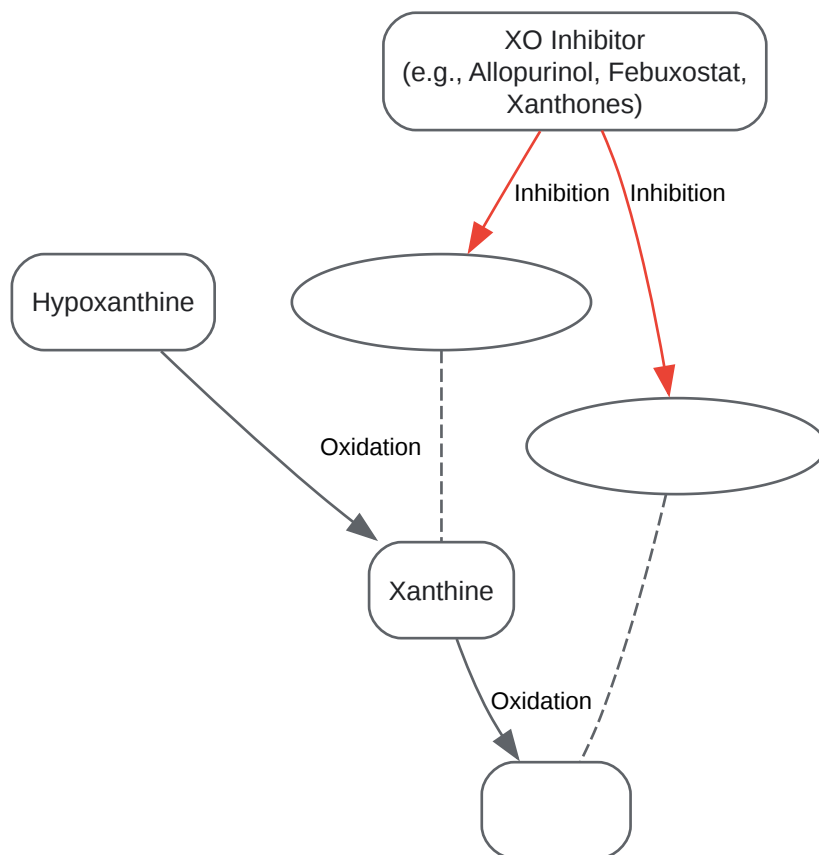 XO Inhibitor
(e.g., Allopurinol, Febuxostat,
Xanthones)
Inhibition
Inhibition
Hypoxanthine
Oxidation
Xanthine
Oxidation